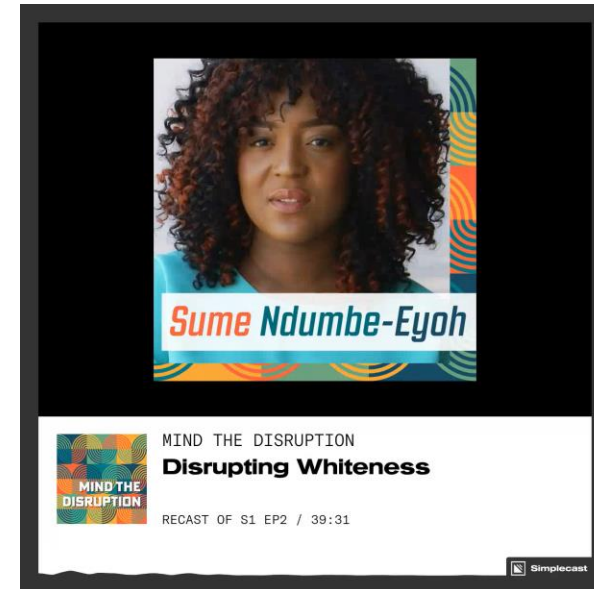 Sume Ndumbe-Eyoh
MIND THE DISRUPTION
Disrupting Whiteness
MIND THE
DISRUPTION
RECAST OF S1 EP2 / 39:31
Simplecast